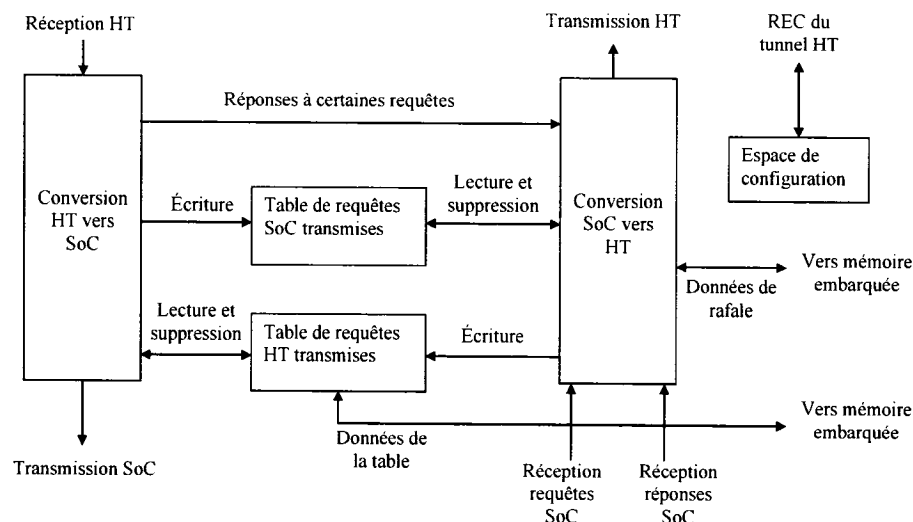 Réception HT
Transmission HT
REC du
tunnel HT
Réponses à certaines requêtes
Espace de
configuration
Conversion
HT vers
SoC
Écriture
Table de requêtes
SoC transmises
Lecture et
suppression
Conversion
SoC vers
HT
Vers mémoire
embarquée
Données de
rafale
Lecture et
suppression
Table de requêtes
HT transmises
Écriture
Vers mémoire
embarquée
Données de
la table
Transmission SoC
Réception
requêtes
SoC
Réception
réponses
SoC